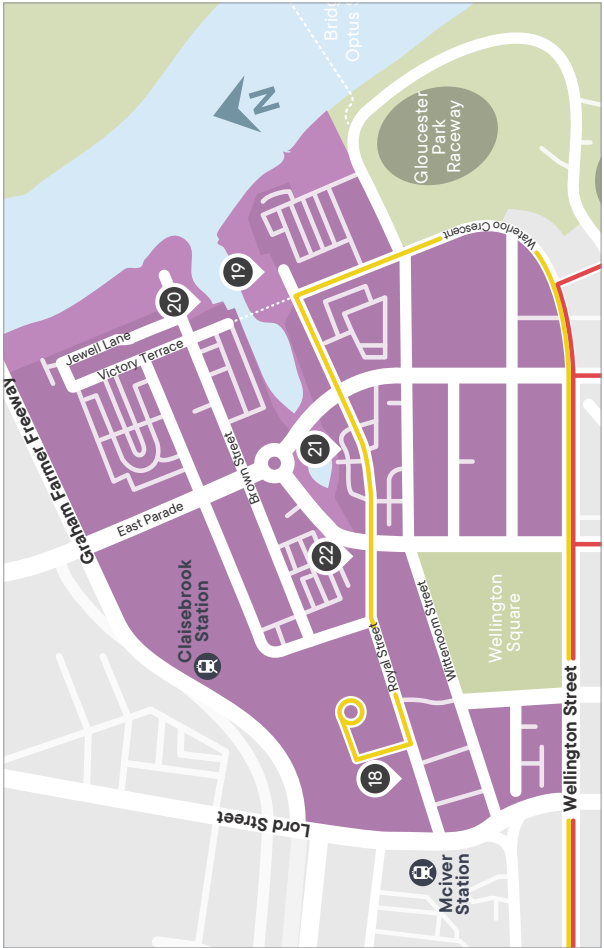 Bridg
Optus S
N
Gloucester
Park
Raceway
Waterloo Crescent
19
20
Jewell Lane
Victory Terrace
Graham Farmer Freeway
East Parade
Brown Street
21
22
Claisebrook
Station
Royal Street
Wittenoom Street
Wellington
Square
18
Lord Street
Mciver
Station
Wellington Street